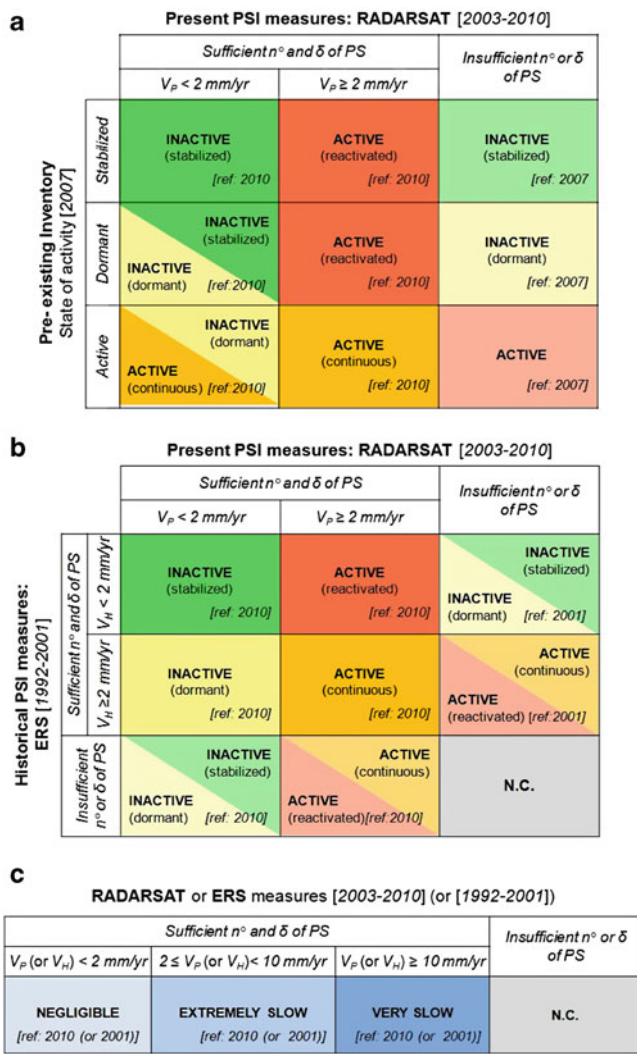 a
Present PSI measures: RADARSAT [2003-2010]
Sufficient n° and δ of PS
Insufficient n° or δ
of PS
V_P < 2 mm/yr
V_P ≥ 2 mm/yr
Pre- existing Inventory
State of activity [2007]
Stabilized
INACTIVE
(stabilized)
[ref: 2010
ACTIVE
(reactivated)
[ref: 2010]
INACTIVE
(stabilized)
[ref: 2007
Dormant
INACTIVE
(stabilized)
INACTIVE
(dormant)
[ref:2010]
ACTIVE
(reactivated)
[ref: 2010]
INACTIVE
(dormant)
[ref: 2007]
Active
INACTIVE
(dormant)
ACTIVE
(continuous)
[ref:2010]
ACTIVE
(continuous)
[ref: 2010]
ACTIVE
[ref: 2007]
b
Present PSI measures: RADARSAT [2003-2010]
Sufficient n° and δ of PS
Insufficient n° or δ
of PS
V_P < 2 mm/yr
V_P ≥ 2 mm/yr
Historical PSI measures:
ERS [1992-2001]
Sufficient n° and δ of PS
V_H < 2 mm/yr
INACTIVE
(stabilized)
[ref: 2010]
ACTIVE
(reactivated)
[ref: 2010]
INACTIVE
(stabilized)
INACTIVE
(dormant)
[ref: 2001]
V_H ≥2 mm/yr
INACTIVE
(dormant)
[ref: 2010]
ACTIVE
(continuous)
[ref: 2010]
ACTIVE
(continuous)
ACTIVE
(reactivated) [ref:2001]
Insufficient
n° or δ of PS
INACTIVE
(stabilized)
INACTIVE
(dormant)
[ref: 2010]
ACTIVE
(continuous)
ACTIVE
(reactivated)[ref:2010]
N.C.
c
RADARSAT or ERS measures [2003-2010] (or [1992-2001])
Sufficient n° and δ of PS
Insufficient n° or δ
of PS
V_P (or V_H) < 2 mm/yr
2 ≤ V_P (or V_H)< 10 mm/yr
V_P (or V_H) ≥ 10 mm/yr
NEGLIGIBLE
[ref: 2010 (or 2001)]
EXTREMELY SLOW
[ref: 2010 (or 2001)]
VERY SLOW
[ref: 2010 (or 2001)]
N.C.